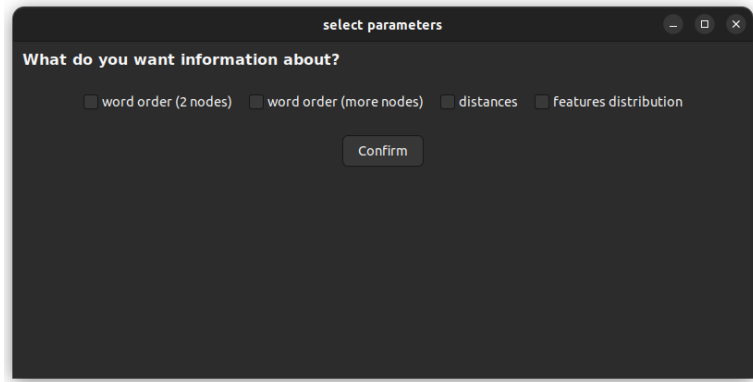 select parameters
What do you want information about?
word order (2 nodes) word order (more nodes) distances features distribution
Confirm